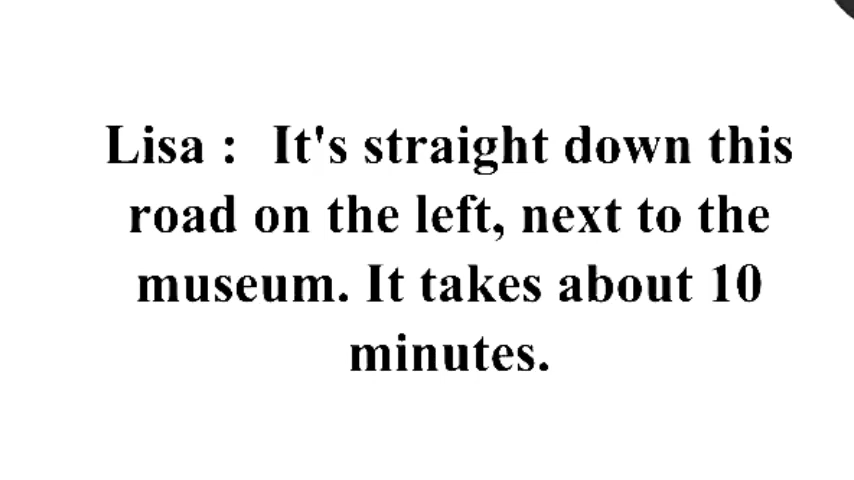 Lisa :  It's straight down this
road on the left, next to the
museum. It takes about 10
minutes.